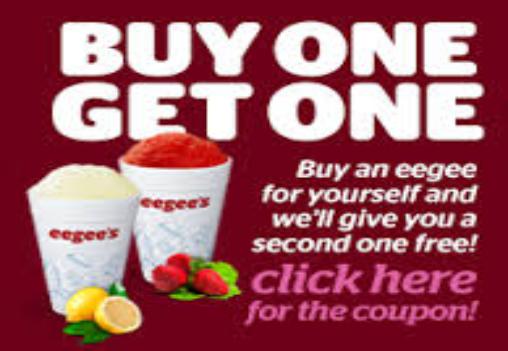 BUY ONE
GET ONE
Buy an eegee
for yourself and
we'll give you a
second one free!
click here
for the coupon!
eegee's
eegee's